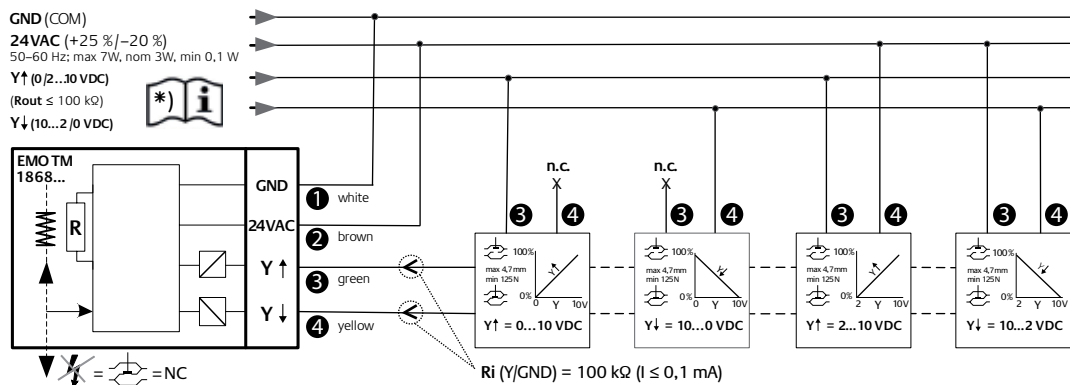 GND (COM)
24VAC (+25 %/−20 %)
50–60 Hz; max 7W, nom 3W, min 0,1 W
Y↑ (0/2...10 VDC)
(Rout ≤ 100 kΩ)
Y↓ (10...2/0 VDC)
*) i
EMO TM
1868...
R
GND
1 white
24VAC
2 brown
Y ↑
3 green
Y ↓
4 yellow
= = NC
n.c.
X
3 4
100%
max 4,7mm
min 125N
Y↑
0%
0 Y 10V
Y↑ = 0...10 VDC
n.c.
X
3 4
100%
max 4,7mm
min 125N
Y↓
0%
0 Y 10V
Y↓ = 10...0 VDC
3 4
100%
max 4,7mm
min 125N
Y↑
0%
2 Y 10V
Y↑ = 2...10 VDC
3 4
100%
max 4,7mm
min 125N
Y↓
0%
2 Y 10V
Y↓ = 10...2 VDC
Ri (Y/GND) = 100 kΩ (I ≤ 0,1 mA)